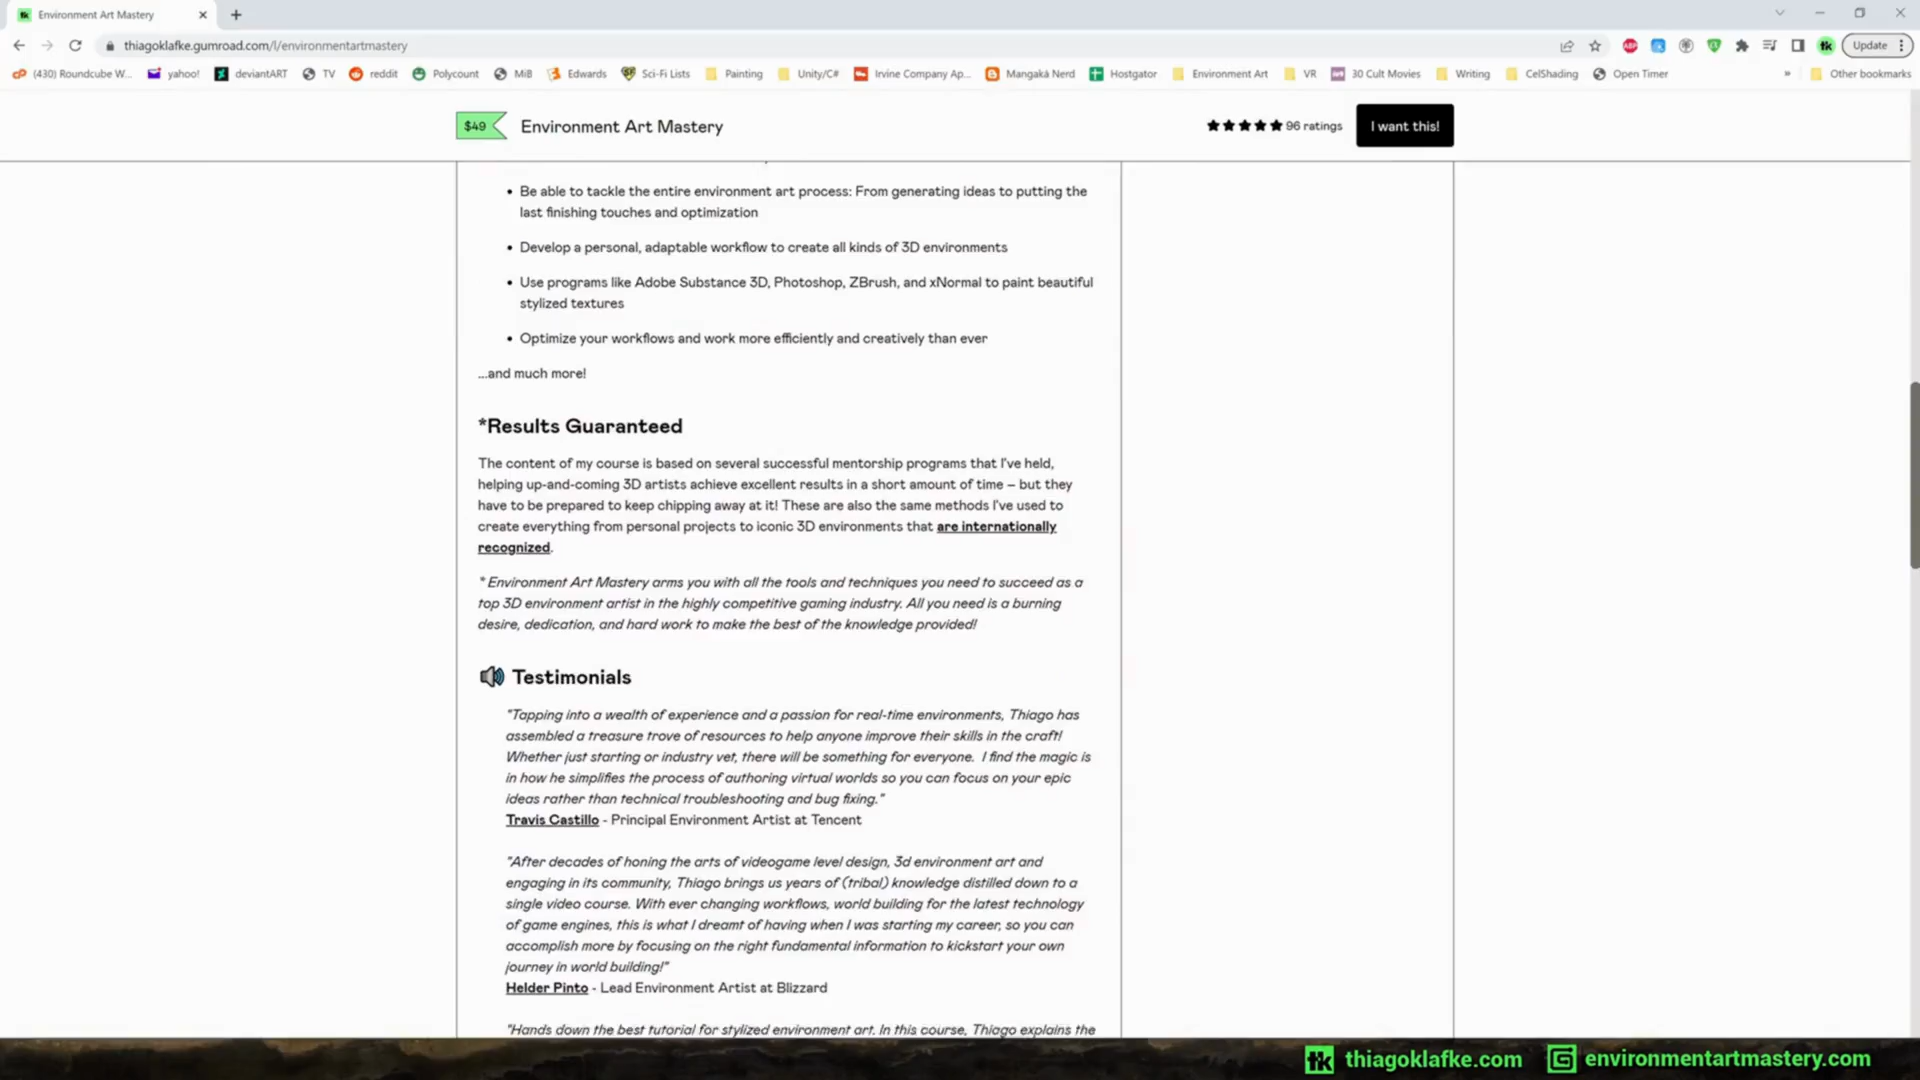 Environment Art Mastery
thiagoklafke.gumroad.com/l/environmentartmastery
ABP
tk
Update
(430) Roundcube W...
yahoo!
deviantART
TV
reddit
Polycount
MiB
Edwards
Sci-Fi Lists
Painting
Unity/C#
Irvine Company Ap...
Mangaká Nerd
Hostgator
Environment Art
VR
30 Cult Movies
Writing
CelShading
Open Timer
»
Other bookmarks
$49
Environment Art Mastery
96 ratings
I want this!
• Be able to tackle the entire environment art process: From generating ideas to putting the
last finishing touches and optimization
• Develop a personal, adaptable workflow to create all kinds of 3D environments
• Use programs like Adobe Substance 3D, Photoshop, ZBrush, and xNormal to paint beautiful
stylized textures
• Optimize your workflows and work more efficiently and creatively than ever
...and much more!
*Results Guaranteed
The content of my course is based on several successful mentorship programs that I've held,
helping up-and-coming 3D artists achieve excellent results in a short amount of time – but they
have to be prepared to keep chipping away at it! These are also the same methods I've used to
create everything from personal projects to iconic 3D environments that are internationally
recognized.
* Environment Art Mastery arms you with all the tools and techniques you need to succeed as a
top 3D environment artist in the highly competitive gaming industry. All you need is a burning
desire, dedication, and hard work to make the best of the knowledge provided!
Testimonials
"Tapping into a wealth of experience and a passion for real-time environments, Thiago has
assembled a treasure trove of resources to help anyone improve their skills in the craft!
Whether just starting or industry vet, there will be something for everyone. I find the magic is
in how he simplifies the process of authoring virtual worlds so you can focus on your epic
ideas rather than technical troubleshooting and bug fixing."
Travis Castillo - Principal Environment Artist at Tencent
"After decades of honing the arts of videogame level design, 3d environment art and
engaging in its community, Thiago brings us years of (tribal) knowledge distilled down to a
single video course. With ever changing workflows, world building for the latest technology
of game engines, this is what I dreamt of having when I was starting my career, so you can
accomplish more by focusing on the right fundamental information to kickstart your own
journey in world building!"
Helder Pinto - Lead Environment Artist at Blizzard
"Hands down the best tutorial for stylized environment art. In this course, Thiago explains the
tk thiagoklafke.com
G environmentartmastery.com